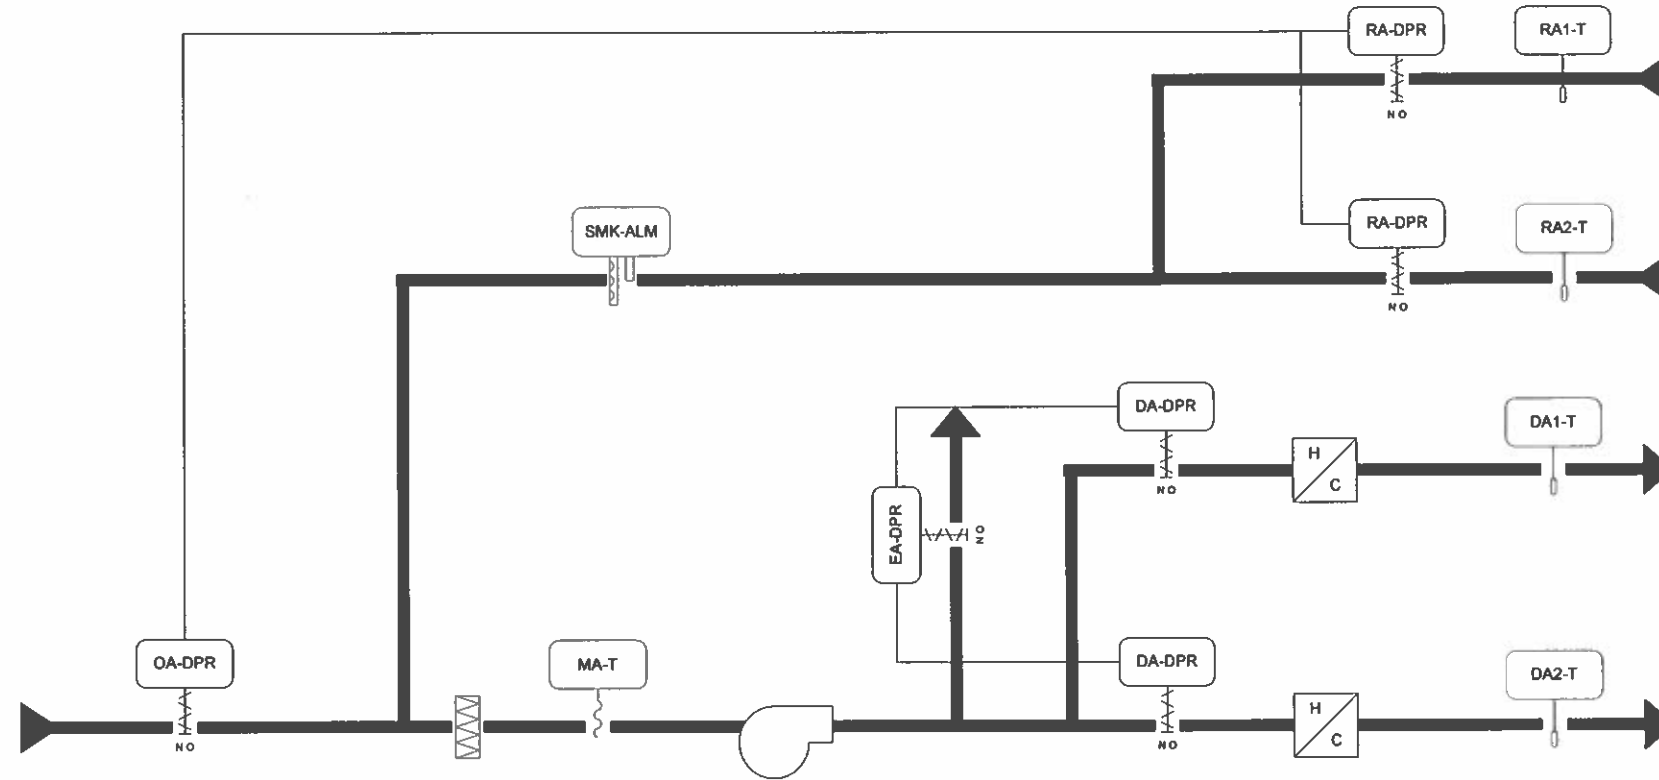 RA-DPR
RA1-T
NO
SMK-ALM
RA-DPR
RA2-T
NO
DA-DPR
DA1-T
NO
H
C
EA-DPR
NO
OA-DPR
MA-T
DA-DPR
DA2-T
NO
NO
H
C